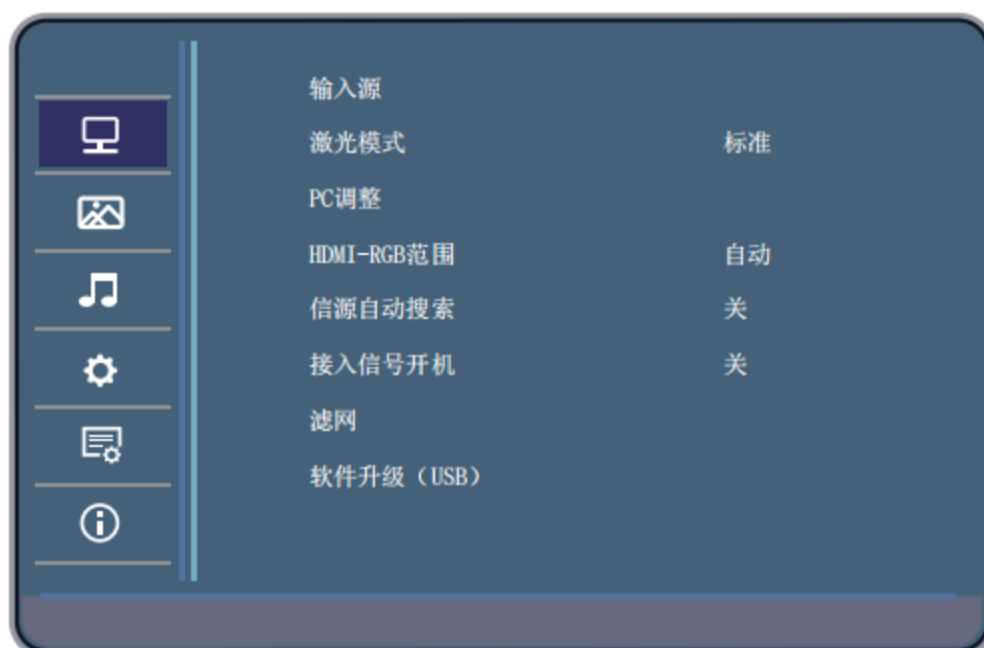 输入源
激光模式 标准
PC调整
HDMI-RGB范围 自动
信源自动搜索 关
接入信号开机 关
滤网
软件升级（USB）